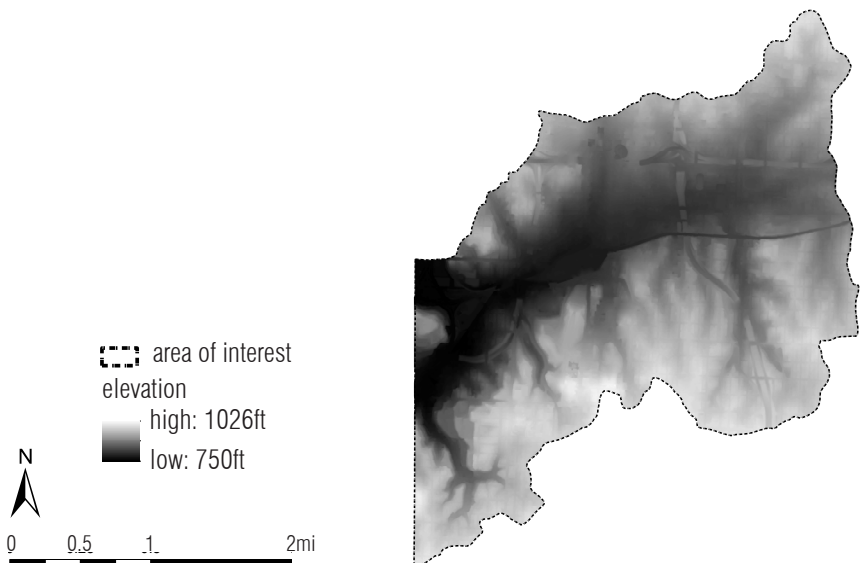 area of interest
elevation
high: 1026ft
low: 750ft
N
0 0.5 1 2mi